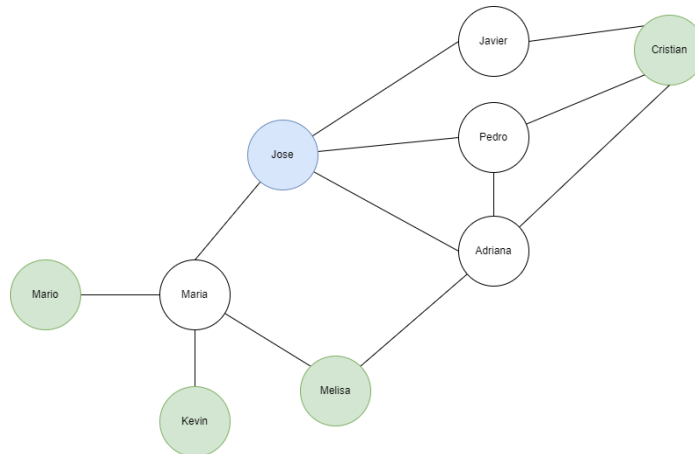 Javier
Cristian
Pedro
Jose
Adriana
Mario
Maria
Melisa
Kevin